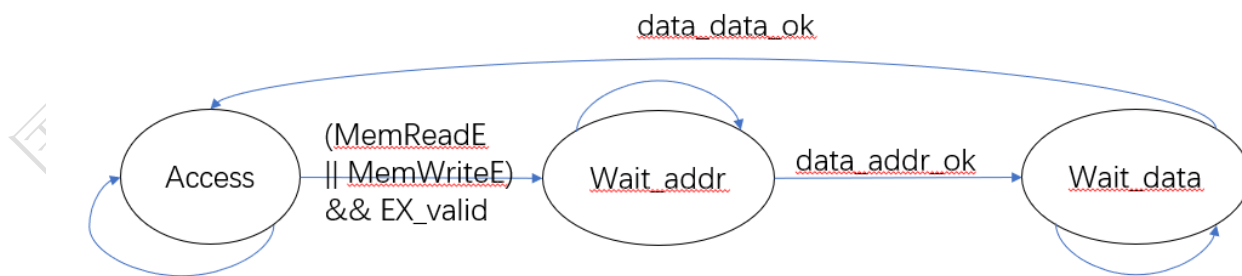 data_data_ok
(MemReadE
|| MemWriteE)
&& EX_valid
Access
Wait_addr
data_addr_ok
Wait_data